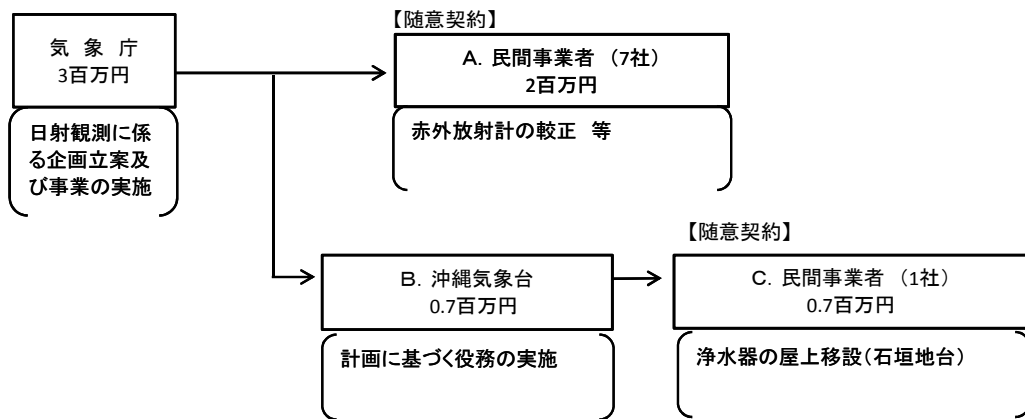 【随意契約】
気 象 庁
3百万円
A. 民間事業者 (7社)
2百万円
日射観測に係
る企画立案及
び事業の実施
赤外放射計の較正 等
【随意契約】
B. 沖縄気象台
0.7百万円
C. 民間事業者 (1社)
0.7百万円
計画に基づく役務の実施
浄水器の屋上移設(石垣地台)